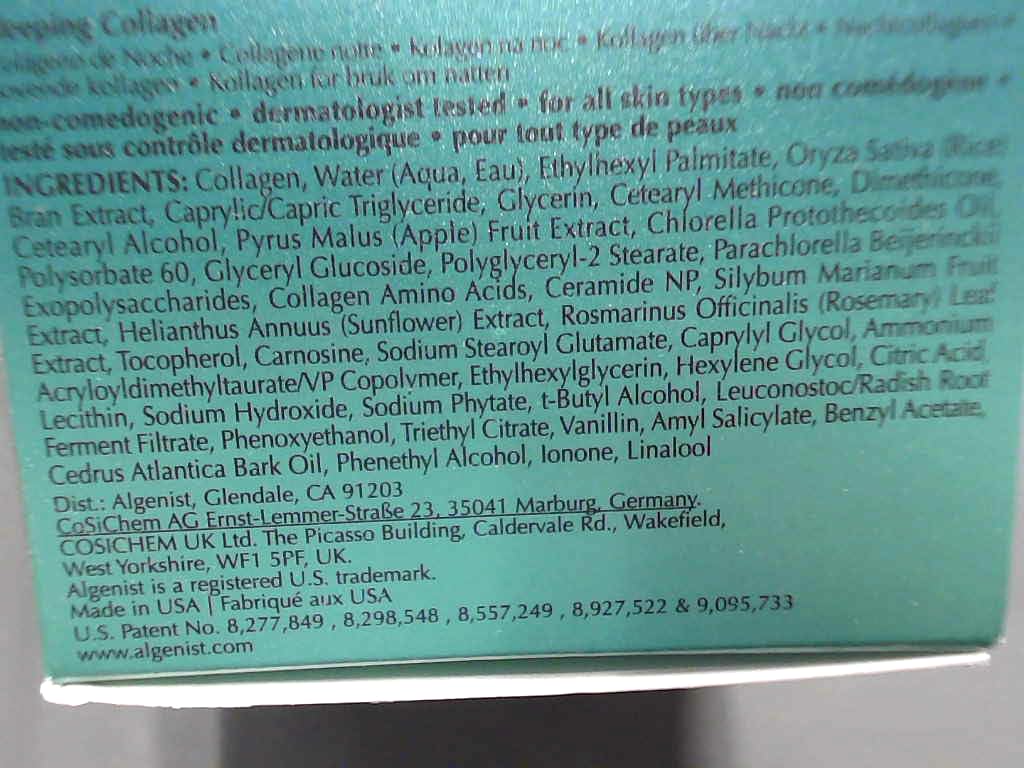 eeping Collagen
de Noche • Collagène notte • Kolagen na noc • Kollagen über Nacht •
kollagen • Kollagen for bruk om natten
non-comedogenic • dermatologist tested • for all skin types • non comédogène •
testé sous contrôle dermatologique • pour tout type de peaux
INGREDIENTS: Collagen, Water (Aqua, Eau), Ethylhexyl Palmitate, Oryza Sativa (Rice)
Bran Extract, Caprylic/Capric Triglyceride, Glycerin, Cetearyl Methicone, Dimethicone,
Cetearyl Alcohol, Pyrus Malus (Apple) Fruit Extract, Chlorella Protothecoides Oil,
Polysorbate 60, Glyceryl Glucoside, Polyglyceryl-2 Stearate, Parachlorella Beijerinckii
Exopolysaccharides, Collagen Amino Acids, Ceramide NP, Silybum Marianum Fruit
Extract, Helianthus Annuus (Sunflower) Extract, Rosmarinus Officinalis (Rosemary) Leaf
Extract, Tocopherol, Carnosine, Sodium Stearoyl Glutamate, Caprylyl Glycol, Ammonium
Acryloyldimethyltaurate/VP Copolymer, Ethylhexylglycerin, Hexylene Glycol, Citric Acid,
Lecithin, Sodium Hydroxide, Sodium Phytate, t-Butyl Alcohol, Leuconostoc/Radish Root
Ferment Filtrate, Phenoxyethanol, Triethyl Citrate, Vanillin, Amyl Salicylate, Benzyl Acetate,
Cedrus Atlantica Bark Oil, Phenethyl Alcohol, Ionone, Linalool
Dist.: Algenist, Glendale, CA 91203
CoSiChem AG Ernst-Lemmer-Straße 23, 35041 Marburg, Germany.
COSICHEM UK Ltd. The Picasso Building, Caldervale Rd., Wakefield,
West Yorkshire, WF1 5PF, UK.
Algenist is a registered U.S. trademark.
Made in USA | Fabriqué aux USA
U.S. Patent No. 8,277,849 , 8,298,548 , 8,557,249 , 8,927,522 & 9,095,733
www.algenist.com